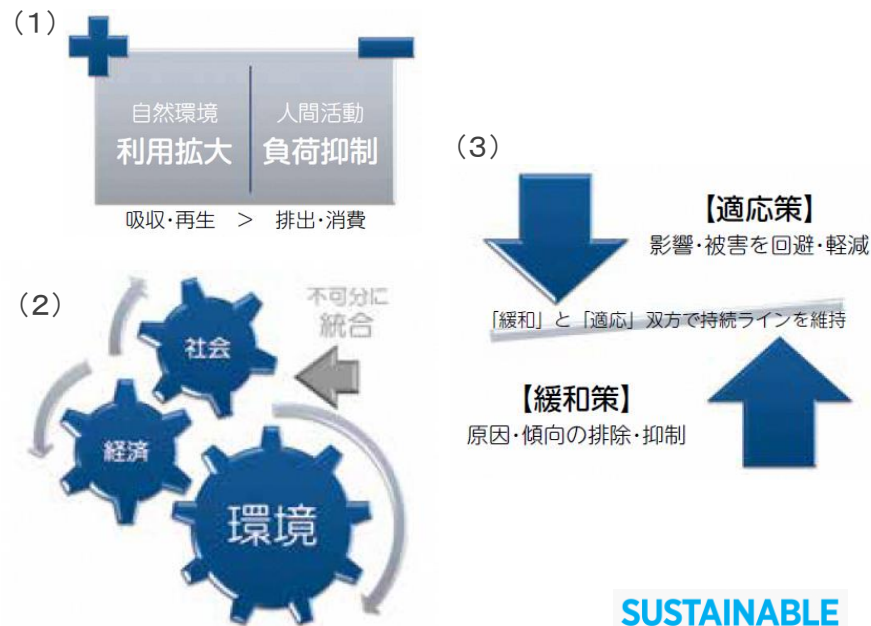 (1)
自然環境
利用拡大
人間活動
負荷抑制
吸収・再生 > 排出・消費
(2)
社会
経済
環境
不可分に
統合
(3)
【適応策】
影響・被害を回避・軽減
「緩和」と「適応」双方で持続ラインを維持
【緩和策】
原因・傾向の排除・抑制
SUSTAINABLE